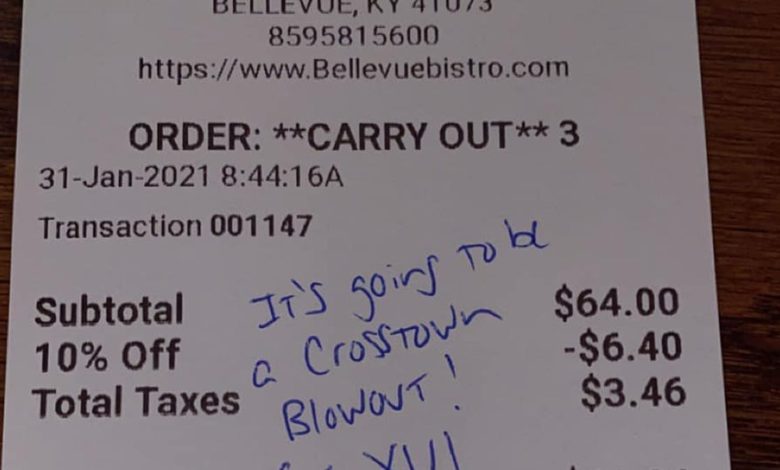 BELLEVUE, KY 41073
8595815600
https://www.Bellevuebistro.com
ORDER: **CARRY OUT** 3
31-Jan-2021 8:44:16A
Transaction 001147
Subtotal $64.00
10% Off -$6.40
Total Taxes $3.46
It's going to be
a Crosstown
Blowout!
XU!